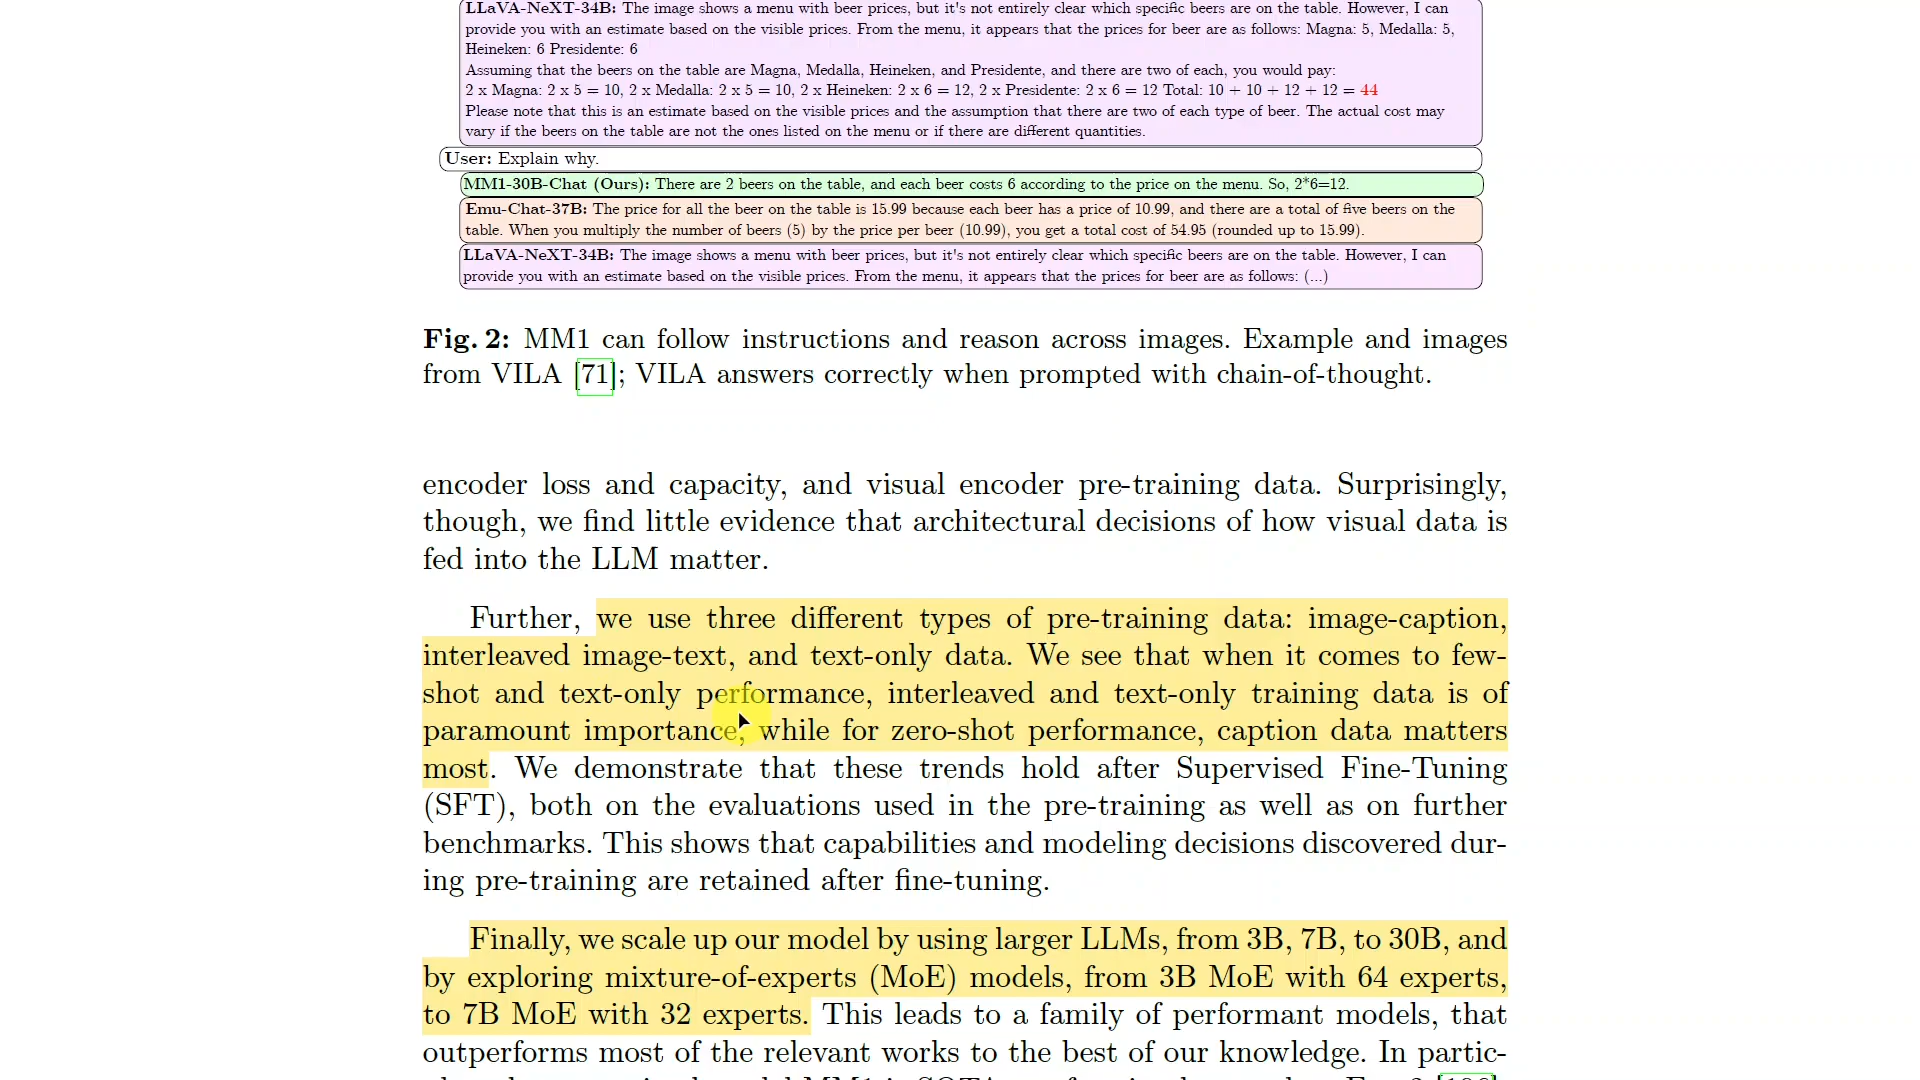 LLaVA-NeXT-34B: The image shows a menu with beer prices, but it's not entirely clear which specific beers are on the table. However, I can
provide you with an estimate based on the visible prices. From the menu, it appears that the prices for beer are as follows: Magna: 5, Medalla: 5,
Heineken: 6 Presidente: 6
Assuming that the beers on the table are Magna, Medalla, Heineken, and Presidente, and there are two of each, you would pay:
2 x Magna: 2 x 5 = 10, 2 x Medalla: 2 x 5 = 10, 2 x Heineken: 2 x 6 = 12, 2 x Presidente: 2 x 6 = 12 Total: 10 + 10 + 12 + 12 = 44
Please note that this is an estimate based on the visible prices and the assumption that there are two of each type of beer. The actual cost may
vary if the beers on the table are not the ones listed on the menu or if there are different quantities.
User: Explain why.
MM1-30B-Chat (Ours): There are 2 beers on the table, and each beer costs 6 according to the price on the menu. So, 2*6=12.
Emu-Chat-37B: The price for all the beer on the table is 15.99 because each beer has a price of 10.99, and there are a total of five beers on the
table. When you multiply the number of beers (5) by the price per beer (10.99), you get a total cost of 54.95 (rounded up to 15.99).
LLaVA-NeXT-34B: The image shows a menu with beer prices, but it's not entirely clear which specific beers are on the table. However, I can
provide you with an estimate based on the visible prices. From the menu, it appears that the prices for beer are as follows: (...)
Fig. 2: MM1 can follow instructions and reason across images. Example and images
from VILA [71]; VILA answers correctly when prompted with chain-of-thought.
encoder loss and capacity, and visual encoder pre-training data. Surprisingly,
though, we find little evidence that architectural decisions of how visual data is
fed into the LLM matter.
Further, we use three different types of pre-training data: image-caption,
interleaved image-text, and text-only data. We see that when it comes to few-
shot and text-only performance, interleaved and text-only training data is of
paramount importance, while for zero-shot performance, caption data matters
most. We demonstrate that these trends hold after Supervised Fine-Tuning
(SFT), both on the evaluations used in the pre-training as well as on further
benchmarks. This shows that capabilities and modeling decisions discovered dur-
ing pre-training are retained after fine-tuning.
Finally, we scale up our model by using larger LLMs, from 3B, 7B, to 30B, and
by exploring mixture-of-experts (MoE) models, from 3B MoE with 64 experts,
to 7B MoE with 32 experts. This leads to a family of performant models, that
outperforms most of the relevant works to the best of our knowledge. In partic-